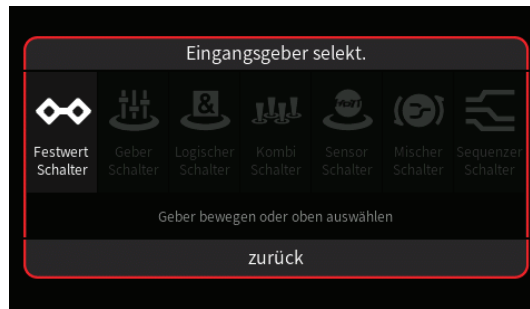 Eingangsgeber selekt.
Festwert Geber Logischer Kombi Sensor Mischer Sequenzer
Schalter Schalter Schalter Schalter Schalter Schalter Schalter
Geber bewegen oder oben auswählen
zurück